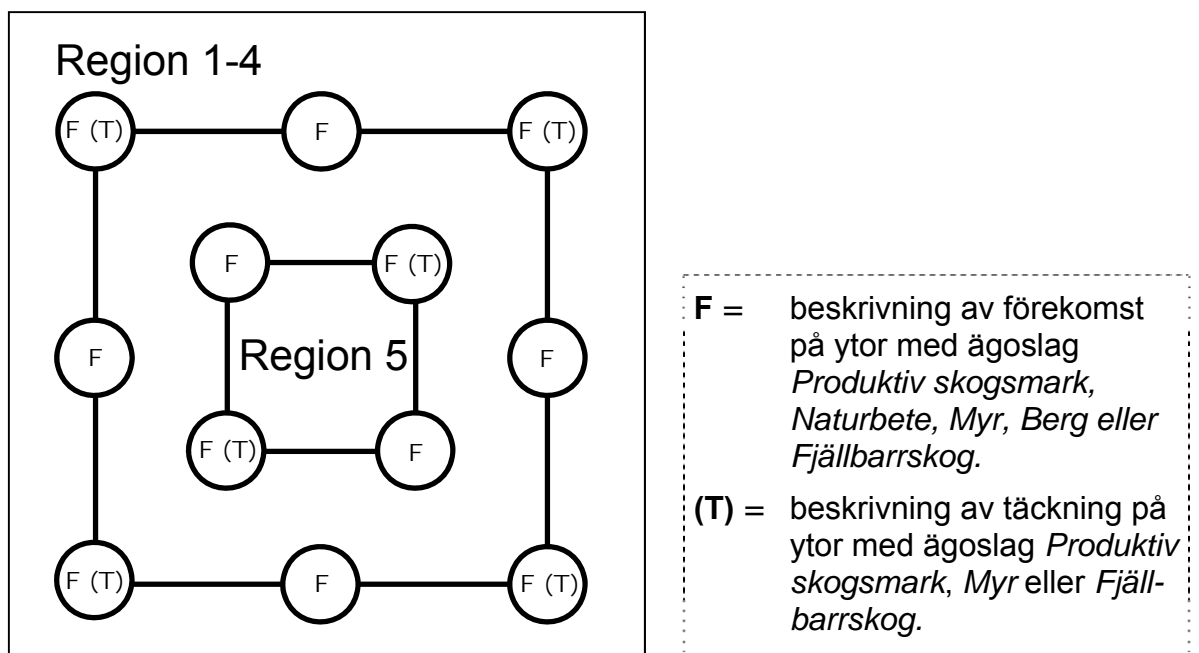 Region 1-4
F (T) F F (T)
F F (T)
F Region 5 F
F (T) F
F (T) F F (T)
F = beskrivning av förekomst
på ytor med ägoslag
Produktiv skogsmark,
Naturbete, Myr, Berg eller
Fjällbarrskog.
(T) = beskrivning av täckning på
ytor med ägoslag Produktiv
skogsmark, Myr eller Fjäll-
barrskog.